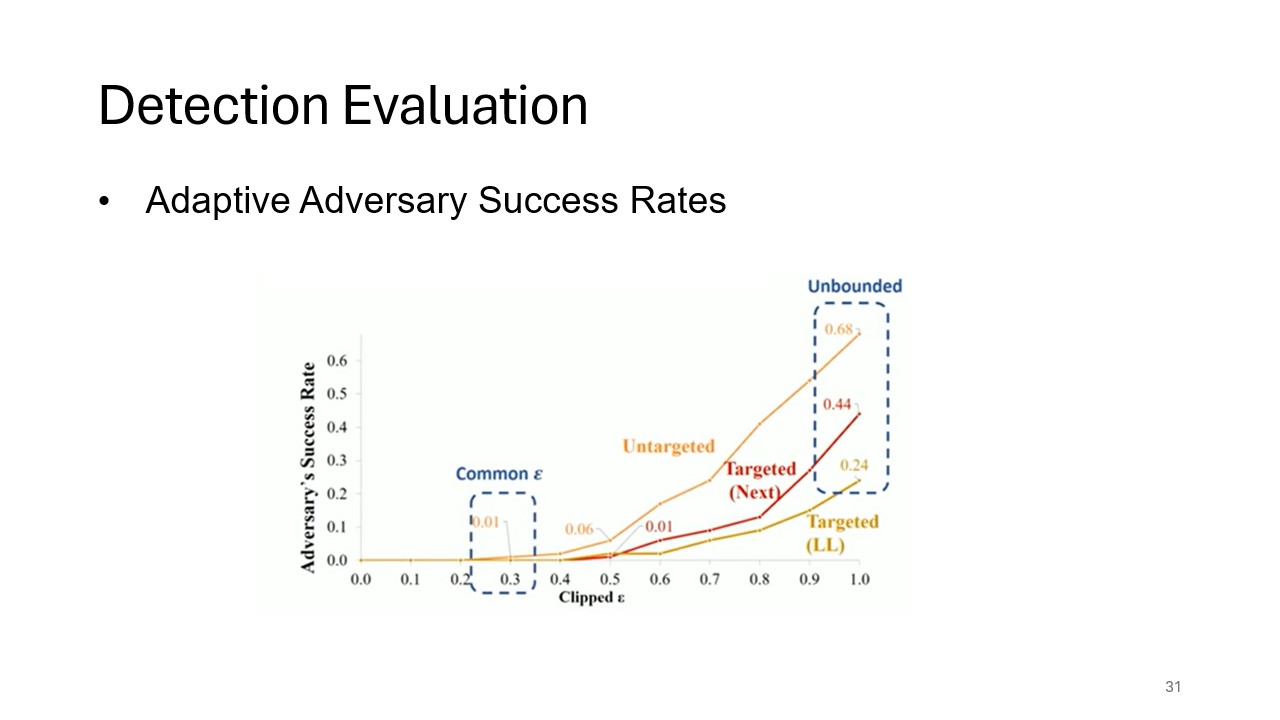 Detection Evaluation
• Adaptive Adversary Success Rates
Unbounded
0.68
0.6
0.5
0.44
0.4
Untargeted
Targeted
(Next)
0.3
Common ε
0.24
0.2
0.01
0.06
0.01
Targeted
(LL)
0.1
0.0
Adversary's Success Rate
0.0 0.1 0.2 0.3 0.4 0.5 0.6 0.7 0.8 0.9 1.0
Clipped ε
31